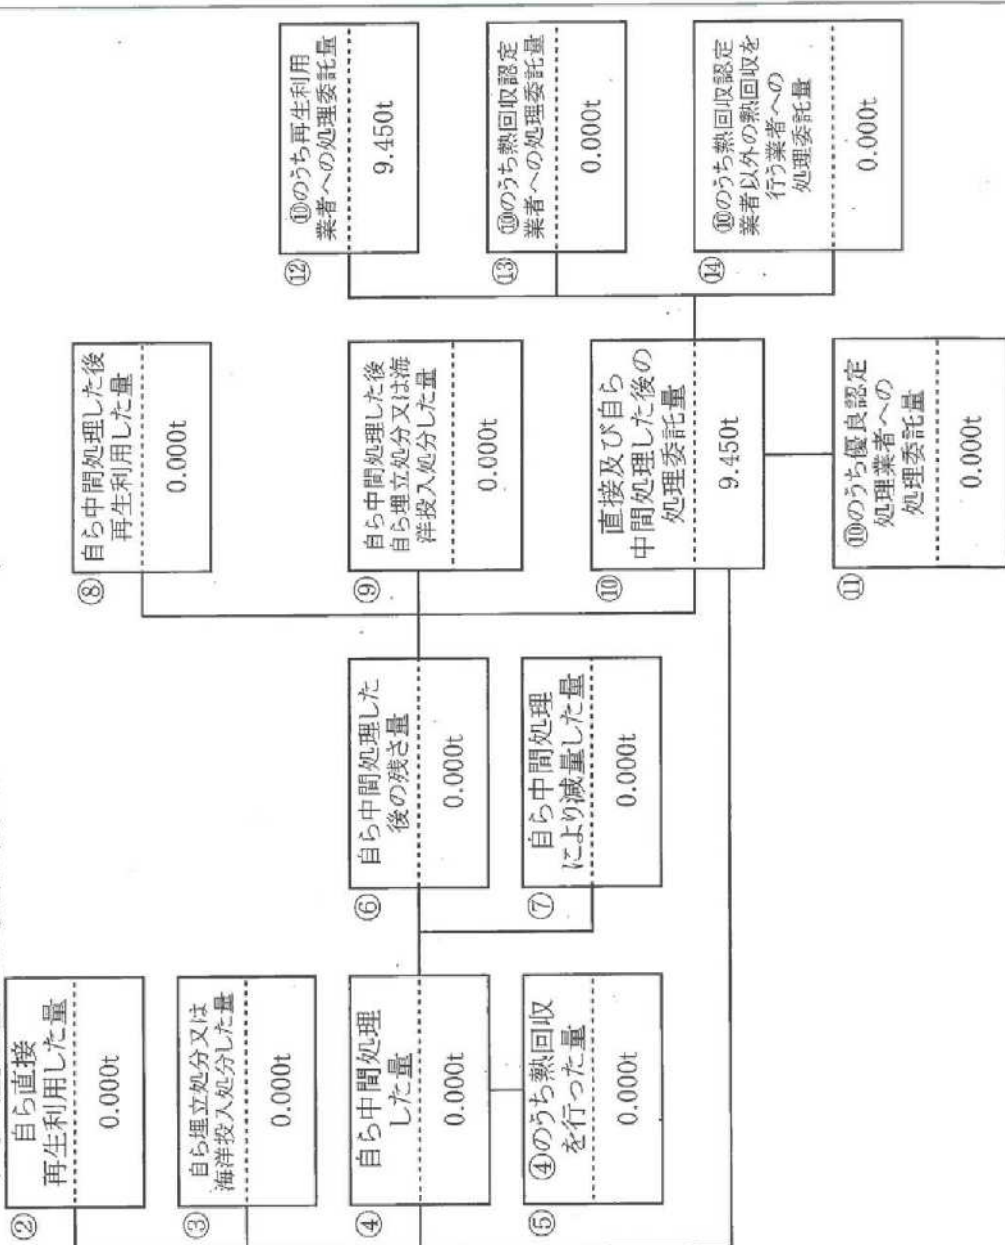 ②
自ら直接
再生利用した量
0.000t
③
自ら埋立処分又は
海洋投入処分した量
0.000t
④
自ら中間処理
した量
0.000t
⑤
④のうち熱回収
を行った量
0.000t
⑥
自ら中間処理した
後の残さ量
0.000t
⑦
自ら中間処理
により減量した量
0.000t
⑧
自ら中間処理した後
再生利用した量
0.000t
⑨
自ら中間処理した後
自ら埋立処分又は海
洋投入処分した量
0.000t
⑩
直接及び自ら
中間処理した後の
処理委託量
9.450t
⑪
⑩のうち優良認定
処理業者への
処理委託量
0.000t
⑫
⑩のうち再生利用
業者への処理委託量
9.450t
⑬
⑩のうち熱回収認定
業者への処理委託量
0.000t
⑭
⑩のうち熱回収認定
業者以外の熱回収を
行う業者への
処理委託量
0.000t